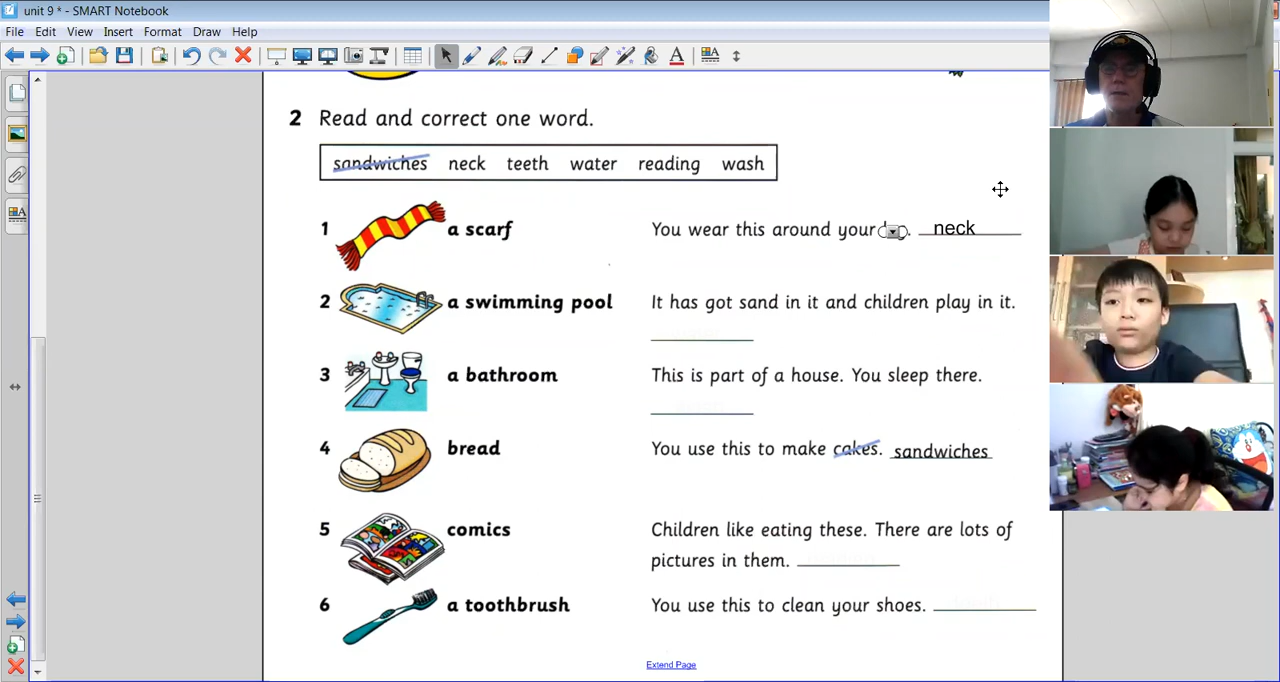 unit 9 * - SMART Notebook
File Edit View Insert Format Draw Help
2 Read and correct one word.
sandwiches neck teeth water reading wash
1 a scarf You wear this around your . neck
2 a swimming pool It has got sand in it and children play in it.
3 a bathroom This is part of a house. You sleep there.
4 bread You use this to make cakes. sandwiches
5 comics Children like eating these. There are lots of
pictures in them.
6 a toothbrush You use this to clean your shoes.
Extend Page